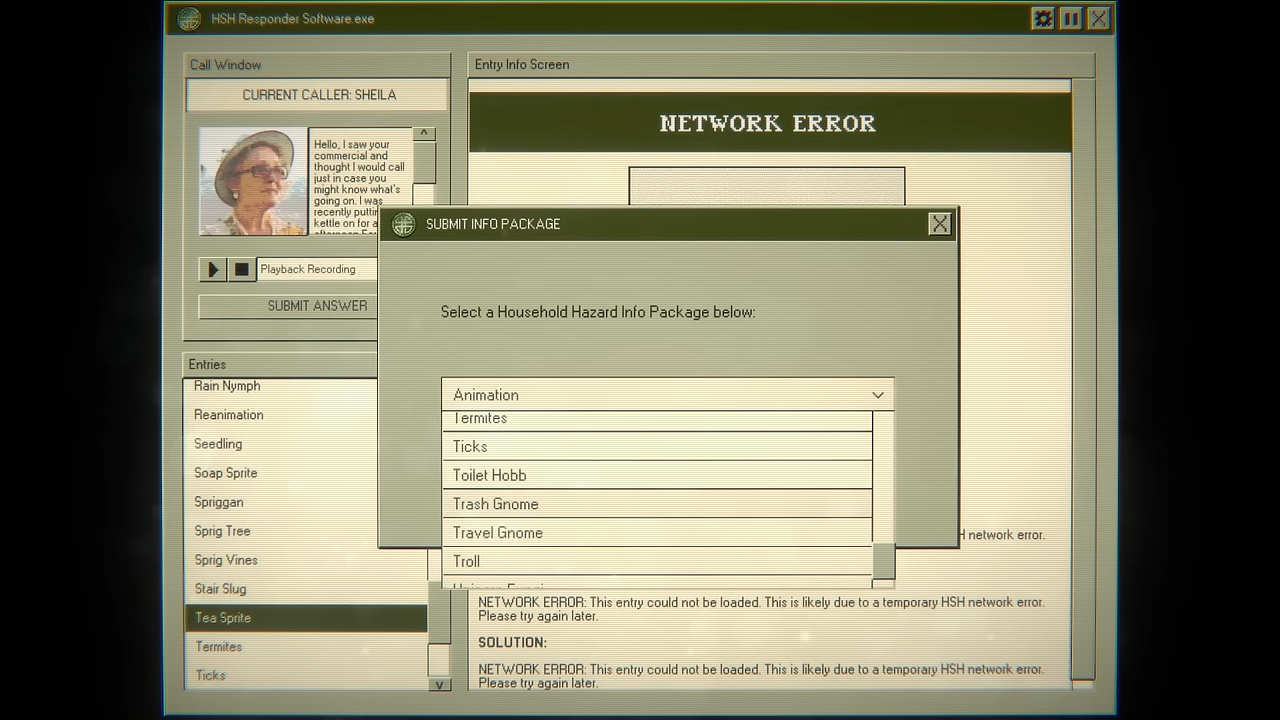 HSH Responder Software.exe
Call Window
CURRENT CALLER: SHEILA
Hello, I saw your
commercial and
thought I would call
just in case you
might know what's
going on. I was
recently
kettle on for a
Playback Recording
SUBMIT ANSWER
Entries
Rain Nymph
Reanimation
Seedling
Soap Sprite
Spriggan
Sprig Tree
Sprig Vines
Stair Slug
Tea Sprite
Termites
Ticks
Entry Info Screen
NETWORK ERROR
SUBMIT INFO PACKAGE
Select a Household Hazard Info Package below:
Animation
Termites
Ticks
Toilet Hobb
Trash Gnome
Travel Gnome
Troll
network error.
NETWORK ERROR: This entry could not be loaded. This is likely due to a temporary HSH network error.
Please try again later.
SOLUTION:
NETWORK ERROR: This entry could not be loaded. This is likely due to a temporary HSH network error.
Please try again later.